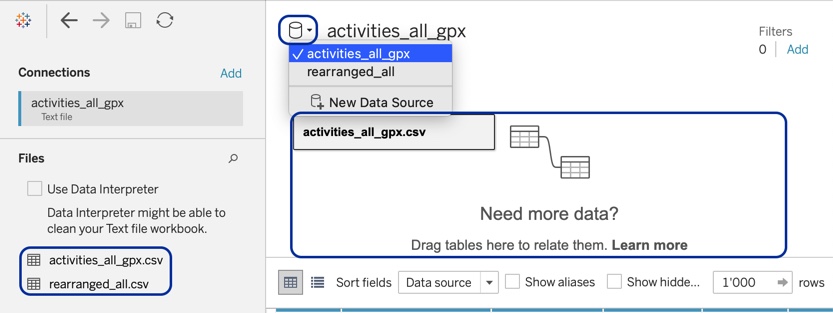 activities_all_gpx
Filters
0 Add
✓ activities_all_gpx
rearranged_all
New Data Source
Connections Add
activities_all_gpx
Text file
activities_all_gpx.csv
Files
Use Data Interpreter
Data Interpreter might be able to
clean your Text file workbook.
activities_all_gpx.csv
rearranged_all.csv
Need more data?
Drag tables here to relate them. Learn more
Sort fields Data source Show aliases Show hidde... 1'000 rows